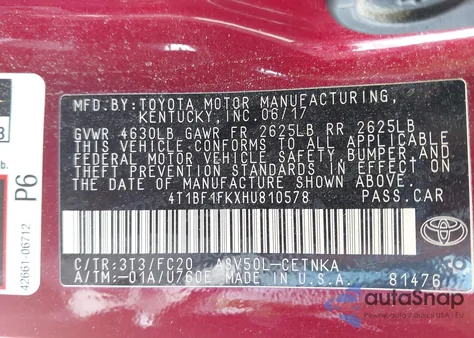 MFD.BY: TOYOTA MOTOR MANUFACTURING,
KENTUCKY, INC.06/17
GVWR 4630LB GAWR FR 2625LB RR 2625LB
THIS VEHICLE CONFORMS TO ALL APPLICABLE
FEDERAL MOTOR VEHICLE SAFETY,BUMPER,AND
THEFT PREVENTION STANDARDS IN EFFECT ON
THE DATE OF MANUFACTURE SHOWN ABOVE.
4T1BF1FKXHU810578 PASS.CAR
C/TR:3T3/FC20 ASV50L-CETNKA
A/TM:-01A/U760E MADE IN U.S.A. 81476
TOYOTA
P6
42661-06712
autoSnap